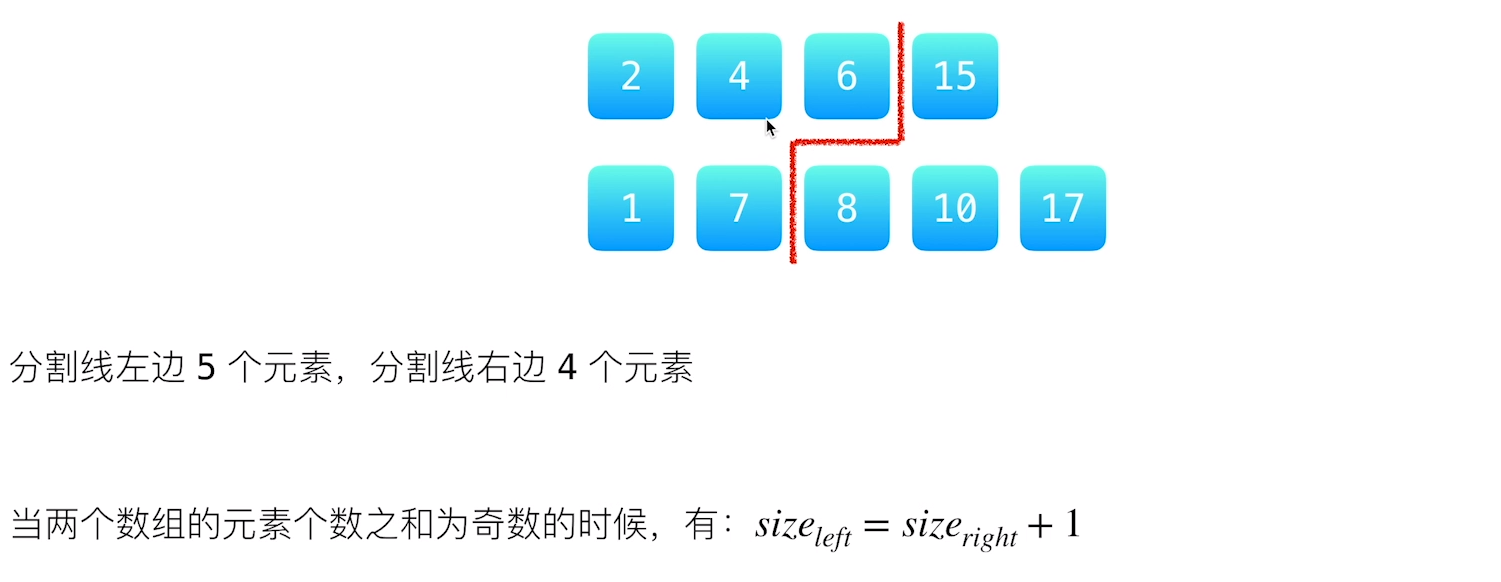 2 4 6 15
1 7 8 10 17
分割线左边 5 个元素，分割线右边 4 个元素
当两个数组的元素个数之和为奇数的时候，有：size_left = size_right + 1